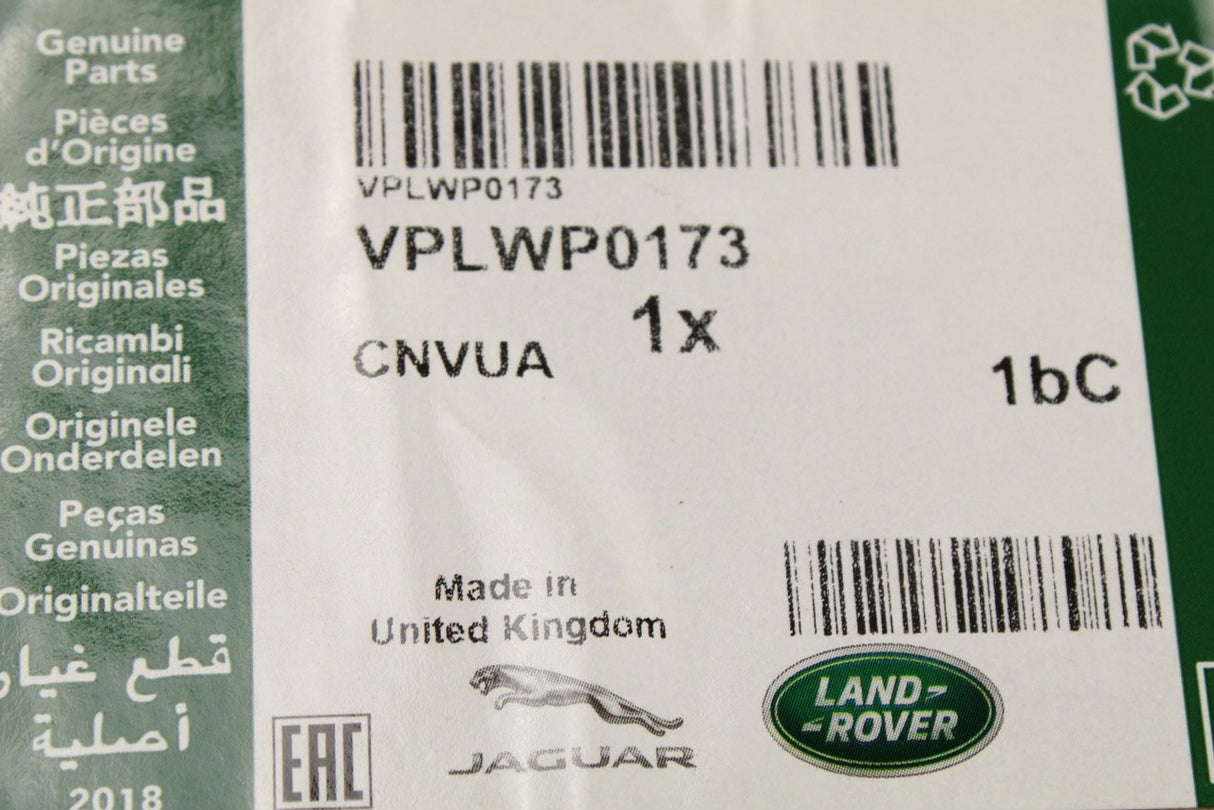 Genuine
Parts
Pièces
d'Origine
純正部品
Piezas
Originales
Ricambi
Originali
Originele
Onderdelen
Peças
Genuinas
Originalteile
قطع غيار
أصلية
2018
VPLWP0173
VPLWP0173
1x
CNVUA
1bC
Made in
United Kingdom
EAC
JAGUAR
LAND
ROVER